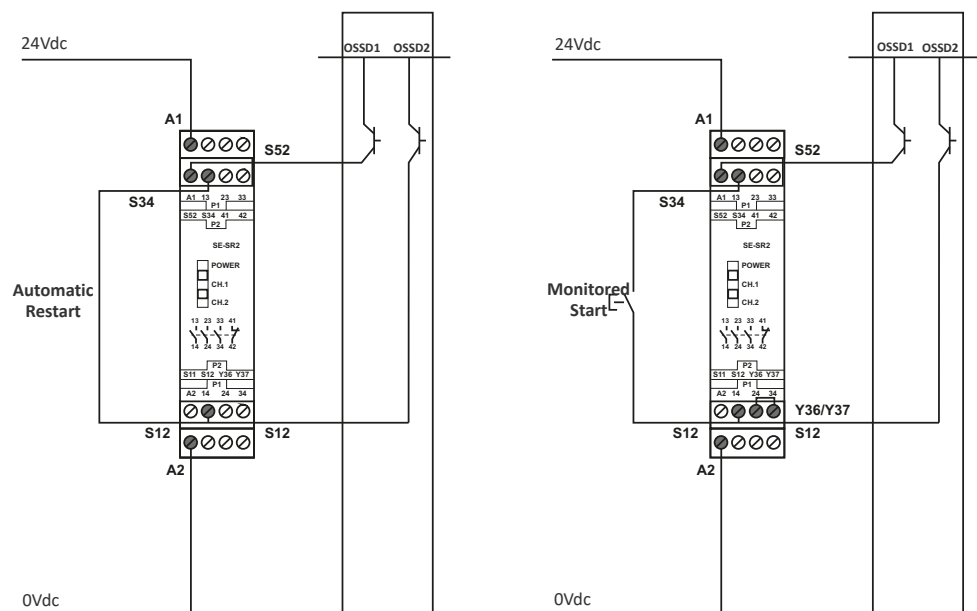 24Vdc
OSSD1 OSSD2
A1
S52
S34
A1 13 23 33
P1
S52 S34 41 42
P2
SE-SR2
POWER
CH.1
CH.2
Automatic
Restart
13 23 33 41
14 24 34 42
P2
S11 S12 Y36 Y37
P1
A2 14 24 34
S12
S12
A2
0Vdc
24Vdc
OSSD1 OSSD2
A1
S52
S34
A1 13 23 33
P1
S52 S34 41 42
P2
SE-SR2
POWER
CH.1
CH.2
Monitored
Start
13 23 33 41
14 24 34 42
P2
S11 S12 Y36 Y37
P1
A2 14 24 34
Y36/Y37
S12
S12
A2
0Vdc